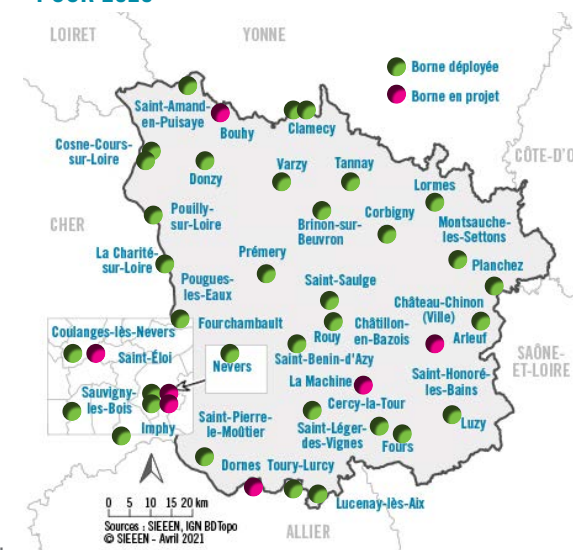 POUR 2023
LOIRET
YONNE
Borne déployée
Borne en projet
Saint-Amand-
en-Puisaye
Bouhy
Clamecy
CÔTE-D'O
Cosne-Cours-
sur-Loire
Donzy
Varzy
Tannay
Lormes
CHER
Pouilly-
sur-Loire
Brinon-sur-
Beuvron
Corbigny
Montsauche-
les-Settons
La Charité-
sur-Loire
Prémery
Planchez
Pougues-
les-Eaux
Saint-Saulge
Château-Chinon
(Ville)
Fourchambault
Rouy
Châtillon-
en-Bazois
Arleuf
Coulanges-lès-Nevers
Saint-Éloi
Nevers
Saint-Benin-d'Azy
SAÔNE-
ET-LOIRE
La Machine
Saint-Honoré-
les-Bains
Sauvigny-
les-Bois
Imphy
Saint-Pierre-
le-Moûtier
Cercy-la-Tour
Saint-Léger-
des-Vignes
Fours
Luzy
Dornes
Toury-Lurcy
Lucenay-lès-Aix
0 5 10 15 20 km
Sources : SIEEEN, IGN BDTopo
© SIEEEN - Avril 2021
ALLIER